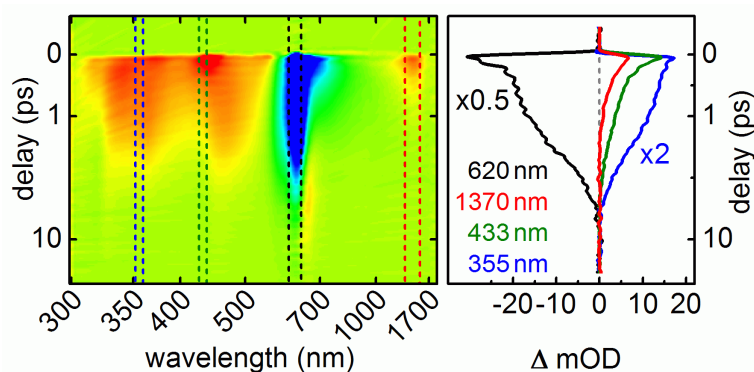 0
1
10
delay (ps)
300
350
400
500
700
1000
1700
wavelength (nm)
x0.5
x2
620 nm
1370 nm
433 nm
355 nm
-20
-10
0
10
20
Δ mOD
0
1
10
delay (ps)